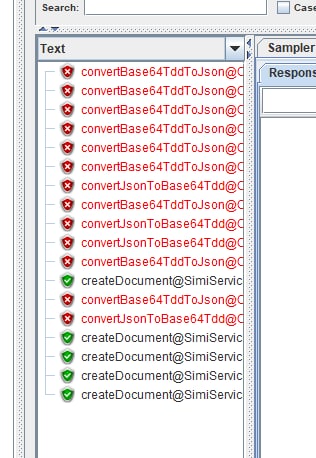 Search:
Case
Text
Sampler
Respons
convertBase64TddToJson@C
convertBase64TddToJson@C
convertBase64TddToJson@C
convertBase64TddToJson@C
convertBase64TddToJson@C
convertBase64TddToJson@C
convertJsonToBase64Tdd@C
convertBase64TddToJson@C
convertJsonToBase64Tdd@C
convertJsonToBase64Tdd@C
convertBase64TddToJson@C
createDocument@SimiServic
convertBase64TddToJson@C
convertJsonToBase64Tdd@C
createDocument@SimiServic
createDocument@SimiServic
createDocument@SimiServic
createDocument@SimiServic